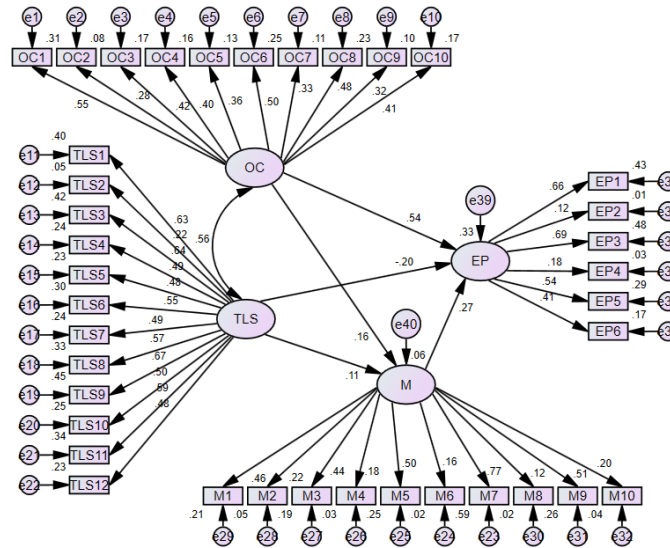 e1 e2 e3 e4 e5 e6 e7 e8 e9 e10
.31 .08 .17 .16 .13 .25 .11 .23 .10 .17
OC1 OC2 OC3 OC4 OC5 OC6 OC7 OC8 OC9 OC10
.55 .28 .42 .40 .36 .50 .33 .48 .32 .41
OC
.40
e11 TLS1
.05
e12 TLS2
.42
e13 TLS3
.24
e14 TLS4
.23
e15 TLS5
.30
e16 TLS6
.24
e17 TLS7
.33
e18 TLS8
.45
e19 TLS9
.25
e20 TLS10
.34
e21 TLS11
.23
e22 TLS12
.63
.22
.64
.49
.48
.55
.49
.57
.67
.50
.59
.48
.56
TLS
.54
-.20
.16
.11
.27
e39
.33
EP
e40
.06
M
.66
.12
.69
.18
.54
.41
.43
EP1 e3
.01
EP2 e3
.48
EP3 e3
.03
EP4 e3
.29
EP5 e3
.17
EP6 e3
.46 .22 .44 .18 .50 .16 .77 .12 .51 .20
M1 M2 M3 M4 M5 M6 M7 M8 M9 M10
.21 .05 .19 .03 .25 .02 .59 .02 .26 .04
e29 e28 e27 e26 e25 e24 e23 e30 e31 e32